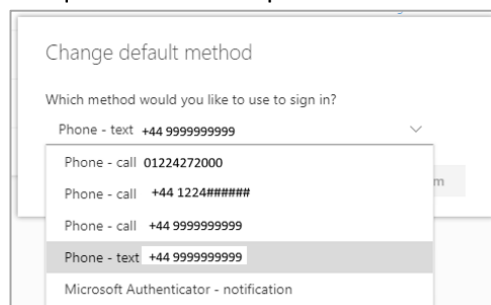 Change default method
Which method would you like to use to sign in?
Phone - text +44 9999999999
Phone - call 01224272000
Phone - call +44 1224######
Phone - call +44 9999999999
Phone - text +44 9999999999
Microsoft Authenticator - notification